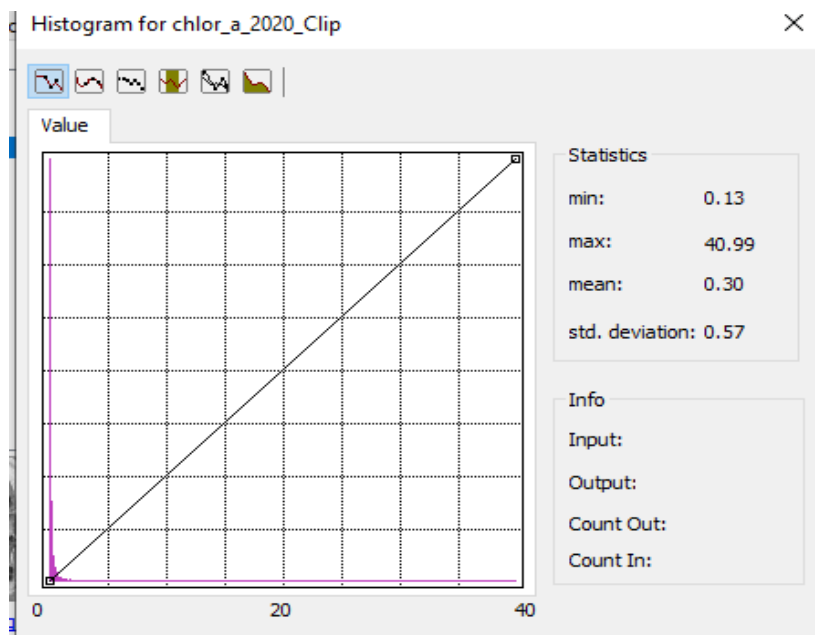 Histogram for chlor_a_2020_Clip
Value
Statistics
min: 0.13
max: 40.99
mean: 0.30
std. deviation: 0.57
Info
Input:
Output:
Count Out:
Count In:
0 20 40